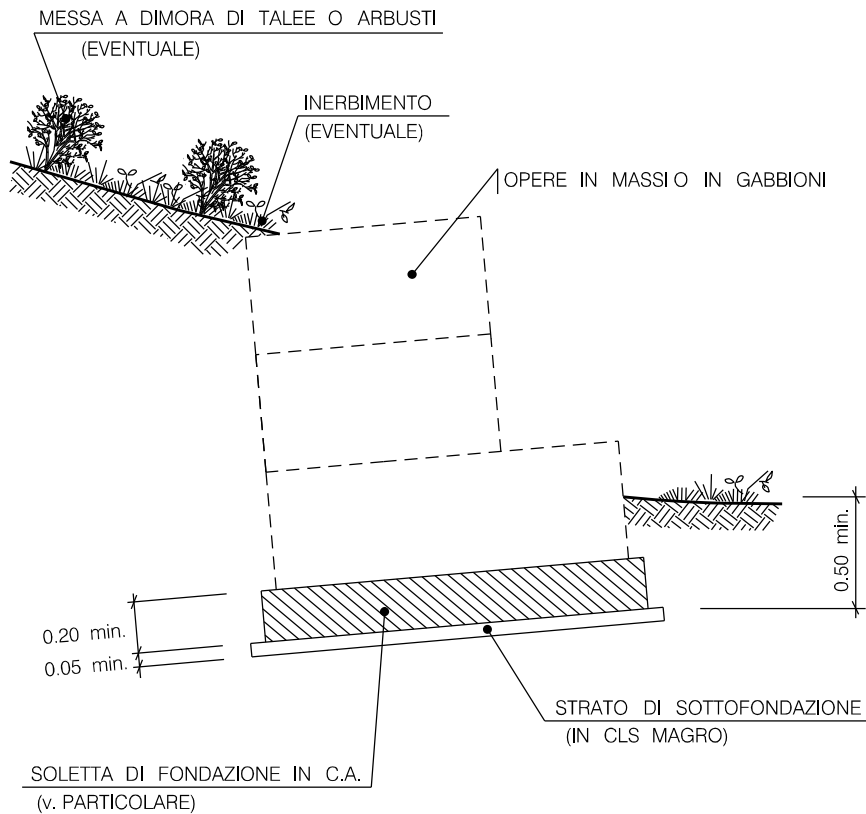 MESSA A DIMORA DI TALEE O ARBUSTI
(EVENTUALE)
INERBIMENTO
(EVENTUALE)
OPERE IN MASSI O IN GABBIONI
0.50 min.
0.20 min.
0.05 min.
STRATO DI SOTTOFONDAZIONE
(IN CLS MAGRO)
SOLETTA DI FONDAZIONE IN C.A.
(v. PARTICOLARE)